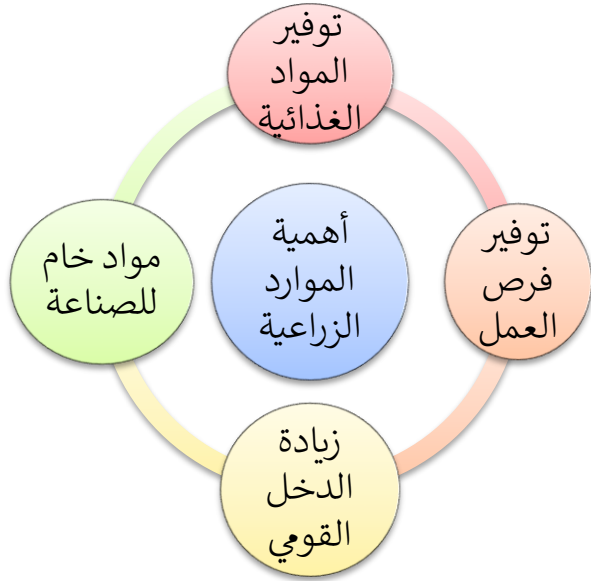 توفير
المواد
الغذائية
أهمية
الموارد
الزراعية
توفير
فرص
العمل
زيادة
الدخل
القومي
مواد خام
للصناعة